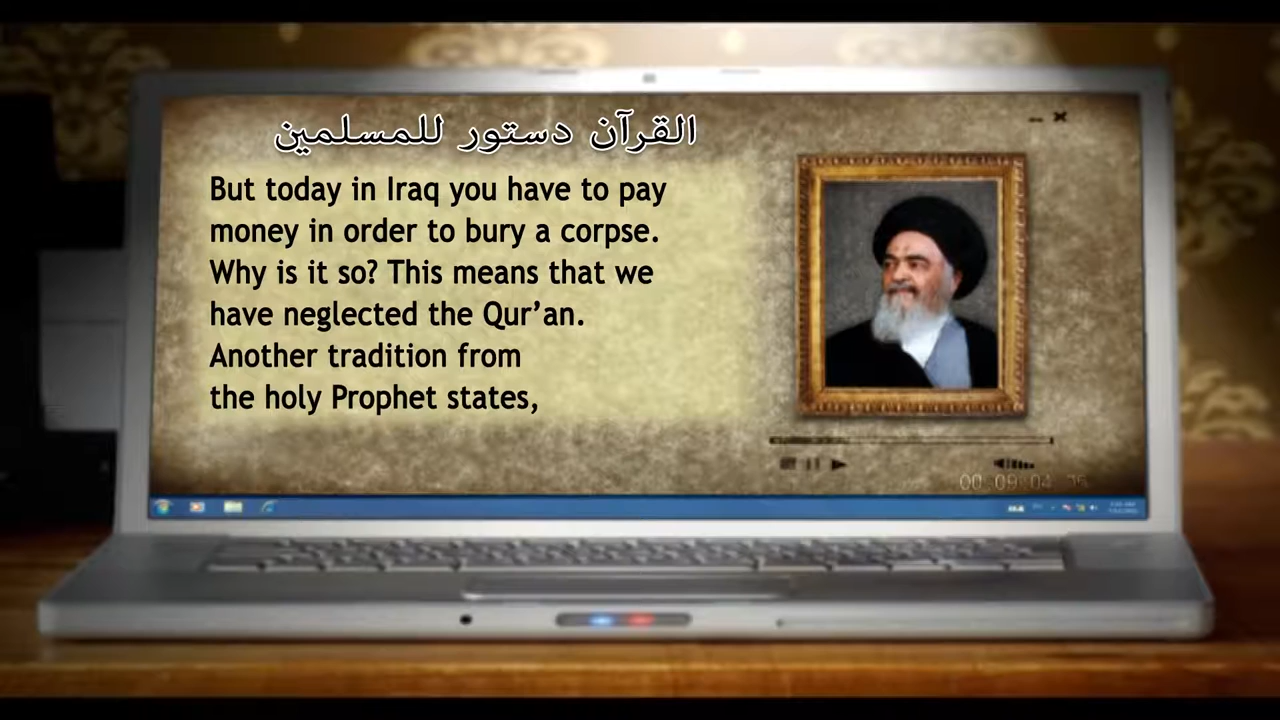 القرآن دستور للمسلمين
But today in Iraq you have to pay
money in order to bury a corpse.
Why is it so? This means that we
have neglected the Qur’an.
Another tradition from
the holy Prophet states,